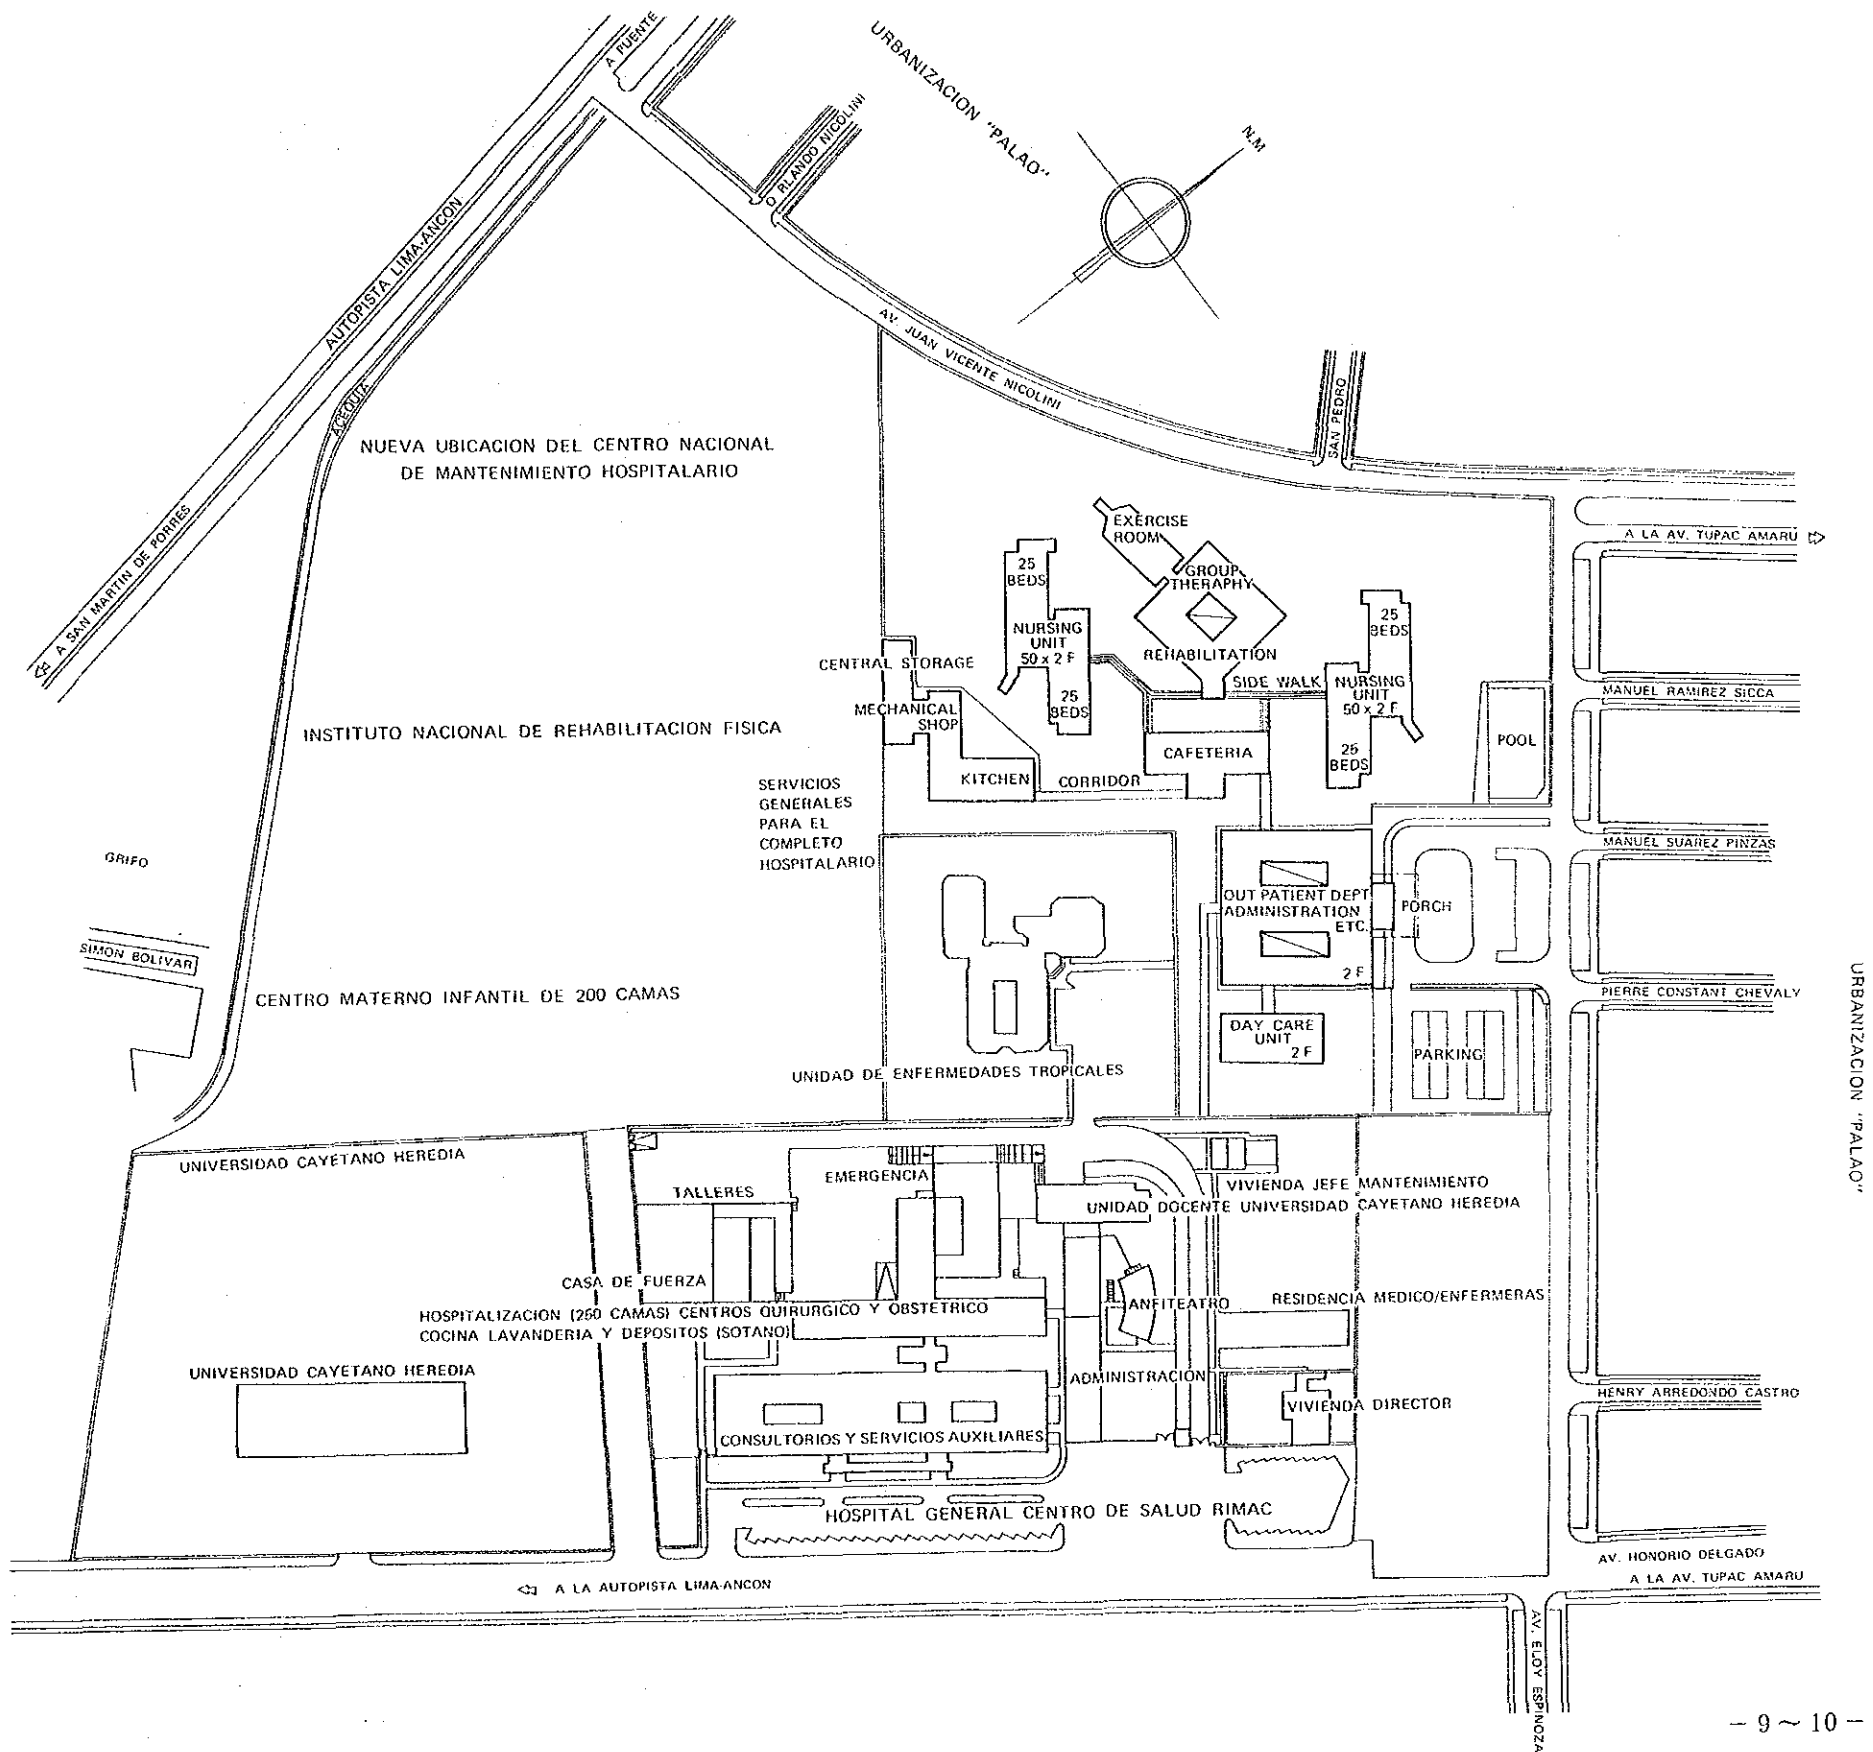 A PUENTE
URBANIZACION "PALAO"
ORLANDO NICOLINI
N.M
AUTOPISTA LIMA-ANCON
AV. JUAN VICENTE NICOLINI
SAN PEDRO
ACEQUIA
NUEVA UBICACION DEL CENTRO NACIONAL
DE MANTENIMIENTO HOSPITALARIO
A SAN MARTIN DE PORRES
EXERCISE
ROOM
A LA AV. TUPAC AMARU
25
BEDS
GROUP
THERAPHY
25
BEDS
NURSING
UNIT
50 x 2 F
REHABILITATION
CENTRAL STORAGE
SIDE WALK
NURSING
UNIT
50 x 2 F
MANUEL RAMIREZ SICCA
25
BEDS
MECHANICAL
SHOP
INSTITUTO NACIONAL DE REHABILITACION FISICA
CAFETERIA
25
BEDS
POOL
KITCHEN
CORRIDOR
SERVICIOS
GENERALES
PARA EL
COMPLETO
HOSPITALARIO
MANUEL SUAREZ PINZAS
GRIFO
OUT PATIENT DEPT
ADMINISTRATION
ETC.
2 F
PORCH
SIMON BOLIVAR
CENTRO MATERNO INFANTIL DE 200 CAMAS
PIERRE CONSTANT CHEVALY
URBANIZACION "PALAO"
DAY CARE
UNIT
2 F
PARKING
UNIDAD DE ENFERMEDADES TROPICALES
UNIVERSIDAD CAYETANO HEREDIA
EMERGENCIA
TALLERES
VIVIENDA JEFE MANTENIMIENTO
UNIDAD DOCENTE UNIVERSIDAD CAYETANO HEREDIA
CASA DE FUERZA
RESIDENCIA MEDICO/ENFERMERAS
ANFITEATRO
HOSPITALIZACION (250 CAMAS) CENTROS QUIRURGICO Y OBSTETRICO
COCINA LAVANDERIA Y DEPOSITOS (SOTANO)
UNIVERSIDAD CAYETANO HEREDIA
ADMINISTRACION
HENRY ARREDONDO CASTRO
VIVIENDA DIRECTOR
CONSULTORIOS Y SERVICIOS AUXILIARES
HOSPITAL GENERAL CENTRO DE SALUD RIMAC
AV. HONORIO DELGADO
A LA AV. TUPAC AMARU
A LA AUTOPISTA LIMA-ANCON
AV. ELOY ESPINOZA
– 9 ~ 10 –